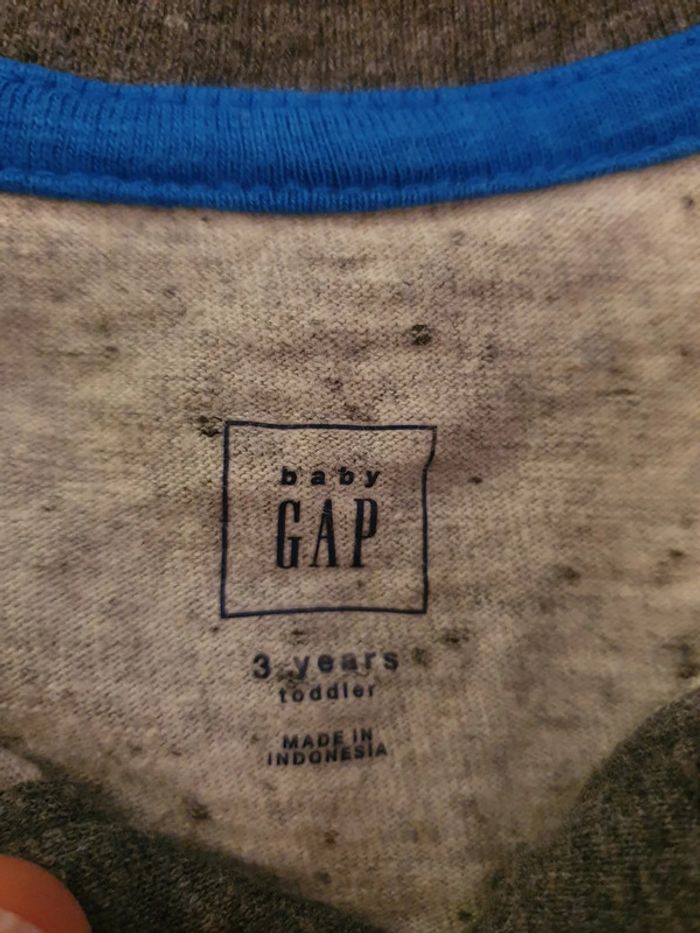 baby
GAP
3 years
toddler
MADE IN
INDONESIA